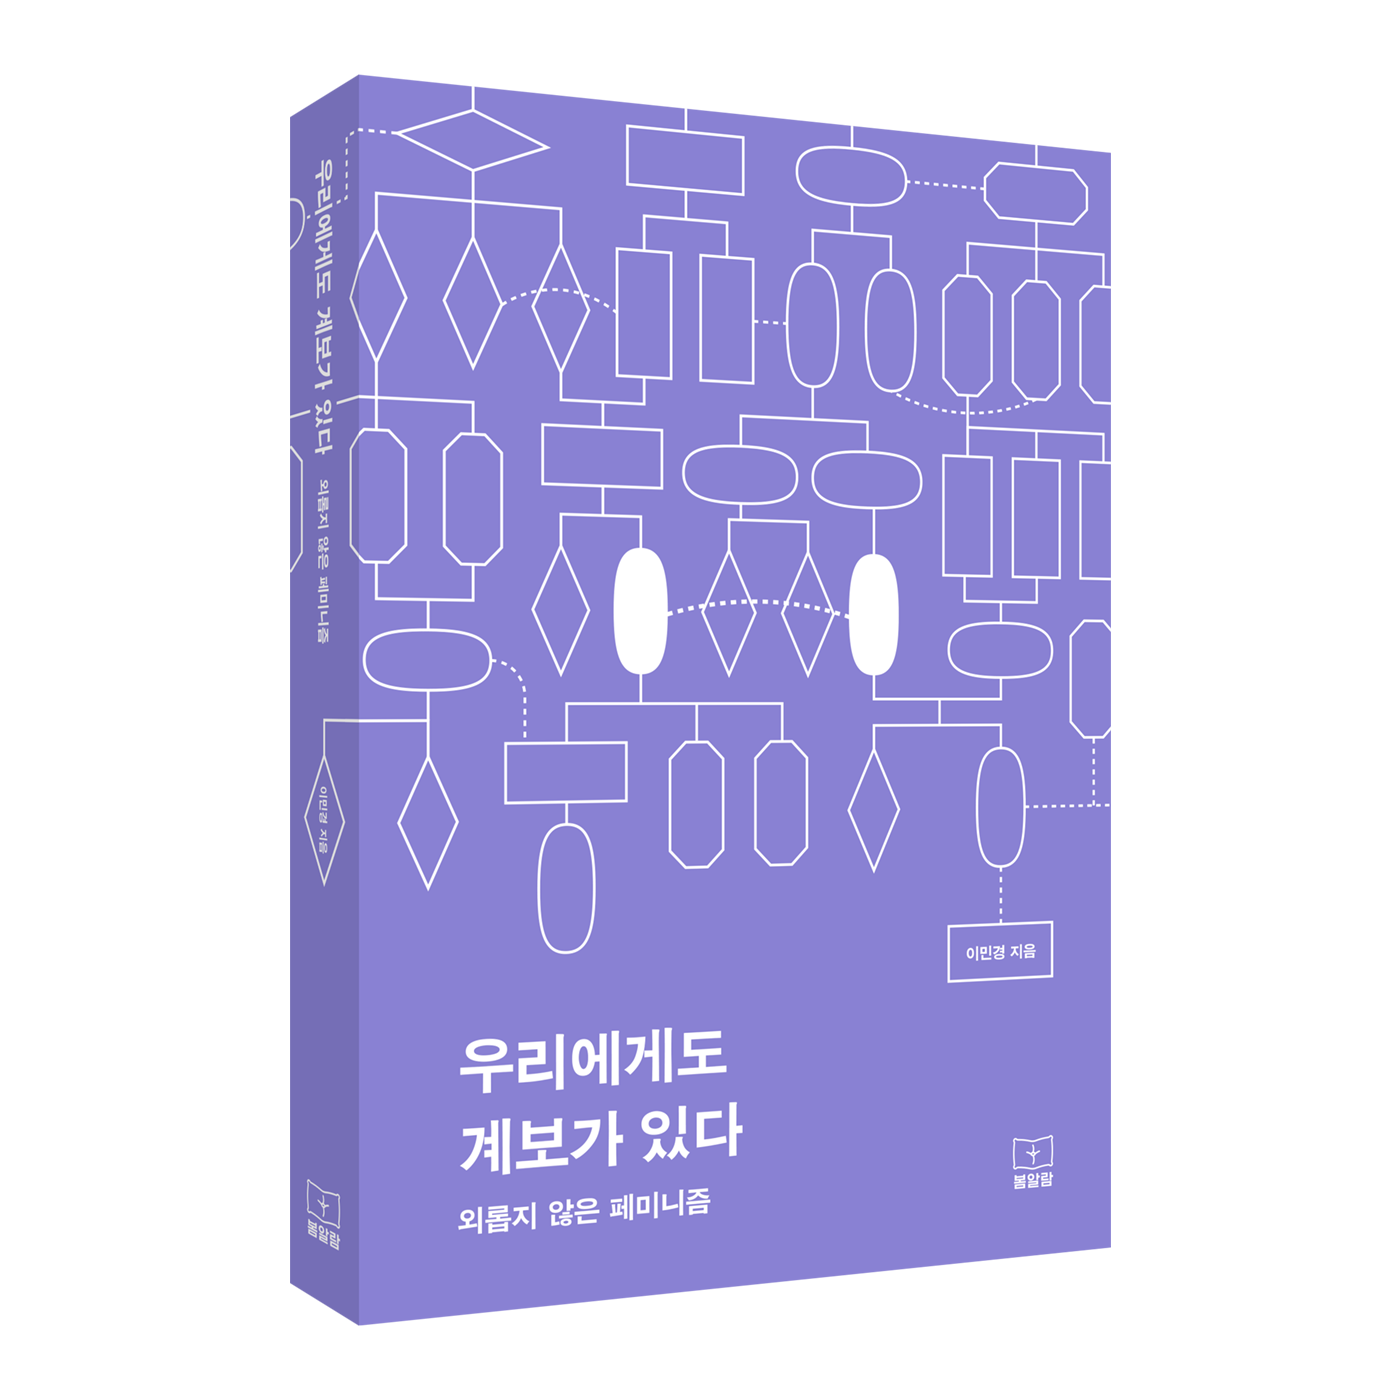 우리에게도 계보가 있다 외롭지 않은 페미니즘
이민경 지음
봄알람
이민경 지음
우리에게도
계보가 있다
외롭지 않은 페미니즘
봄알람